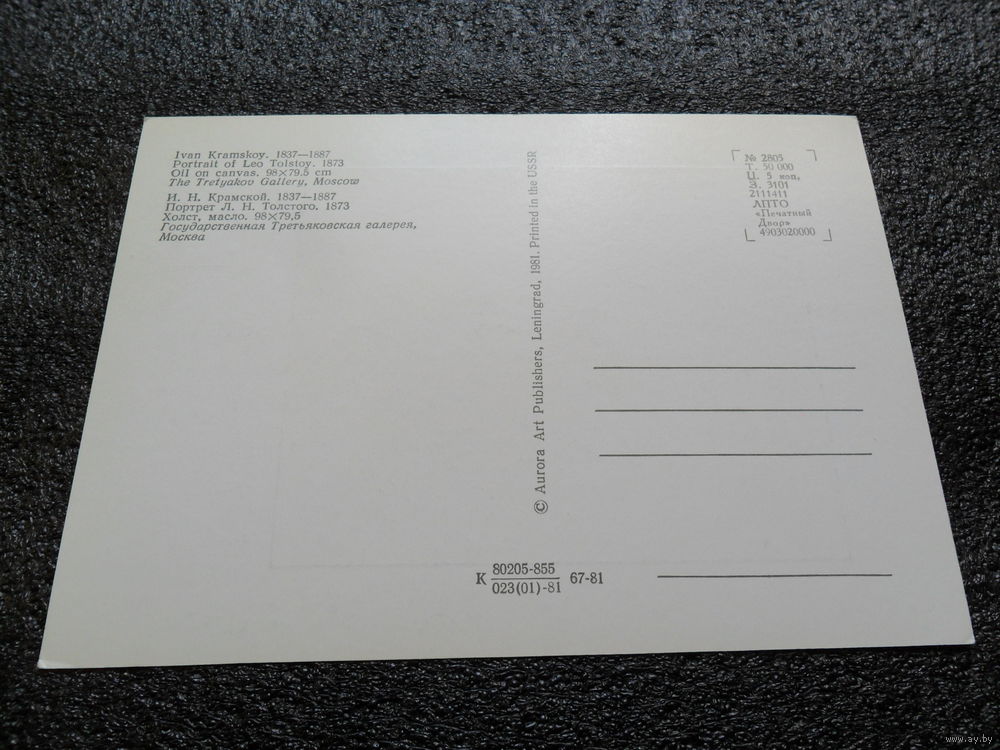 Ivan Kramskoy. 1837—1887
Portrait of Leo Tolstoy. 1873
Oil on canvas. 98×79.5 cm
The Tretyakov Gallery, Moscow
И. Н. Крамской. 1837—1887
Портрет Л. Н. Толстого. 1873
Холст, масло. 98×79,5
Государственная Третьяковская галерея,
Москва
© Aurora Art Publishers, Leningrad, 1981. Printed in the USSR
№ 2805
Т. 50 000
Ц. 5 коп.
З. 3101
2111411
ЛПТО
«Печатный
Двор»
4903020000
К 80205-855
023(01)-81 67-81
www.ay.by